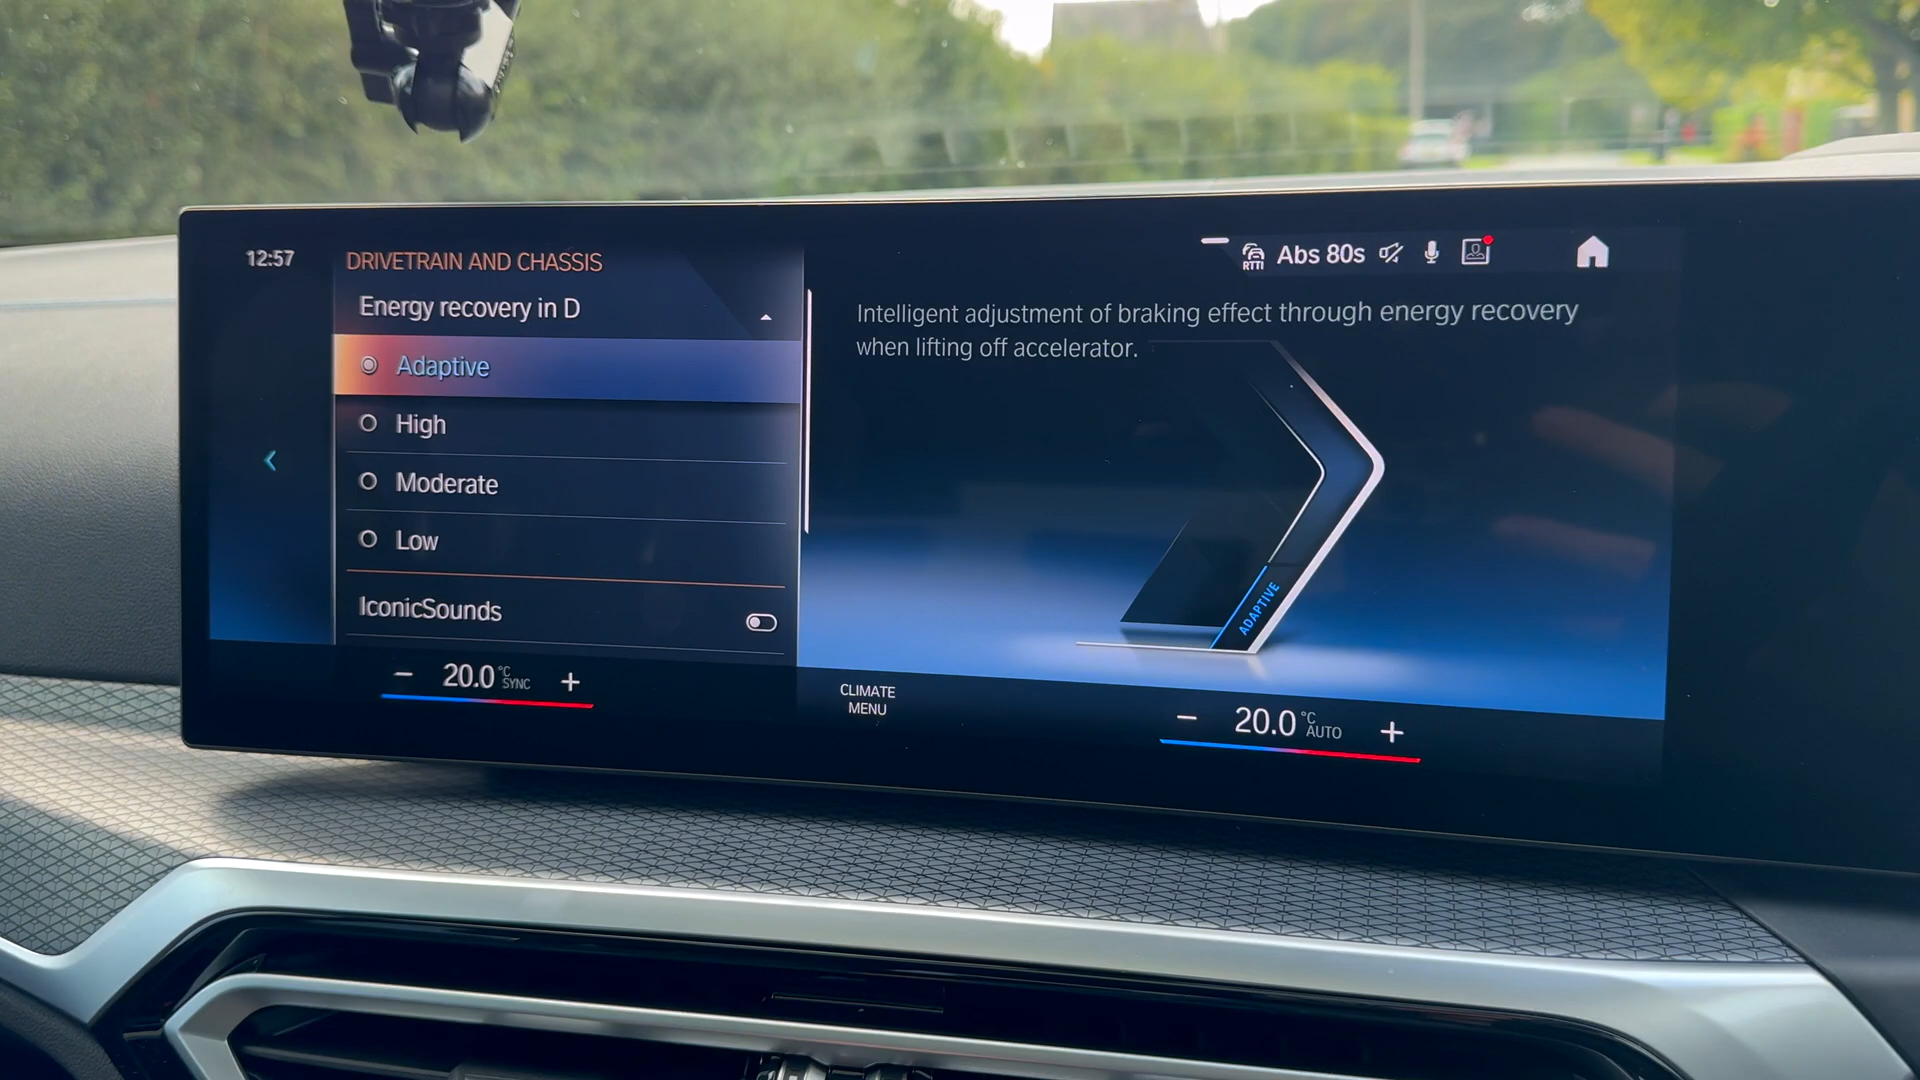 12:57
DRIVETRAIN AND CHASSIS
RTTI
Abs 80s
Energy recovery in D
Adaptive
High
Moderate
Low
IconicSounds
Intelligent adjustment of braking effect through energy recovery
when lifting off accelerator.
ADAPTIVE
− 20.0 °C SYNC +
CLIMATE
MENU
− 20.0 °C AUTO +